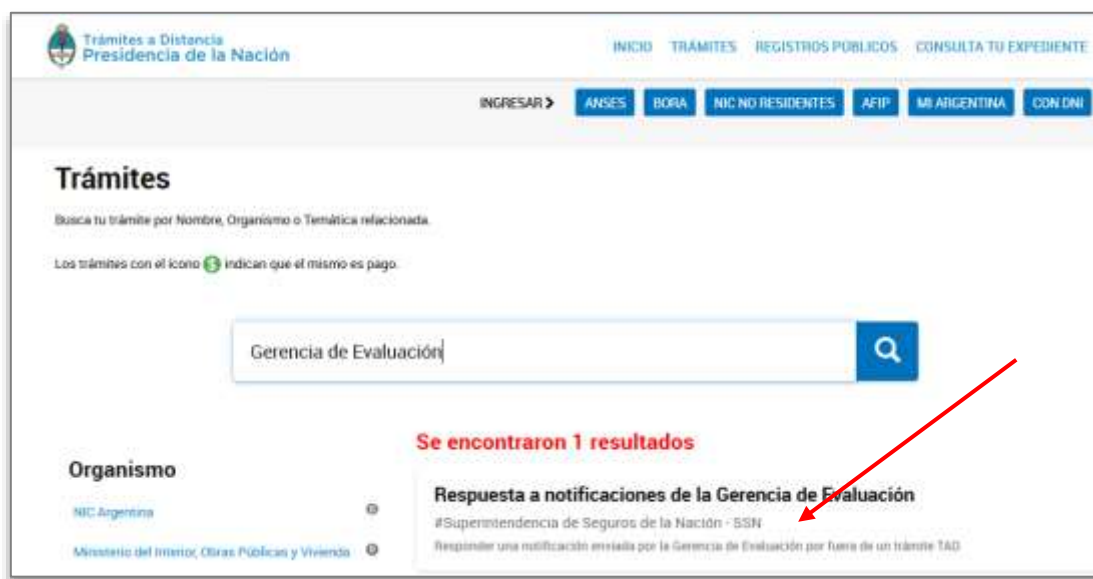 Trámites a Distancia
Presidencia de la Nación
INICIO TRÁMITES REGISTROS PÚBLICOS CONSULTA TU EXPEDIENTE
INGRESAR ANSES BORA NIC NO RESIDENTES AFIP MI ARGENTINA CON DNI
Trámites
Busca tu trámite por Nombre, Organismo o Temática relacionada.
Los trámites con el ícono $ indican que el mismo es pago.
Gerencia de Evaluación
Se encontraron 1 resultados
Organismo
Respuesta a notificaciones de la Gerencia de Evaluación
NIC Argentina
#Superintendencia de Seguros de la Nación - SSN
Ministerio del Interior, Obras Públicas y Vivienda
Responder una notificación enviada por la Gerencia de Evaluación por fuera de un trámite TAD